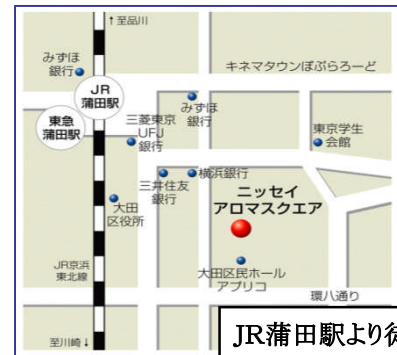 ↑至品川
みずほ
銀行
キネマタウンぽぷらろーど
JR
蒲田駅
みずほ
銀行
東急
蒲田駅
三菱東京
UFJ
銀行
東京学生
会館
三井住友
銀行
横浜銀行
ニッセイ
アロマスクエア
大田
区役所
大田区民ホール
アプリコ
JR京浜
東北線
環八通り
至川崎↓
JR蒲田駅より徒